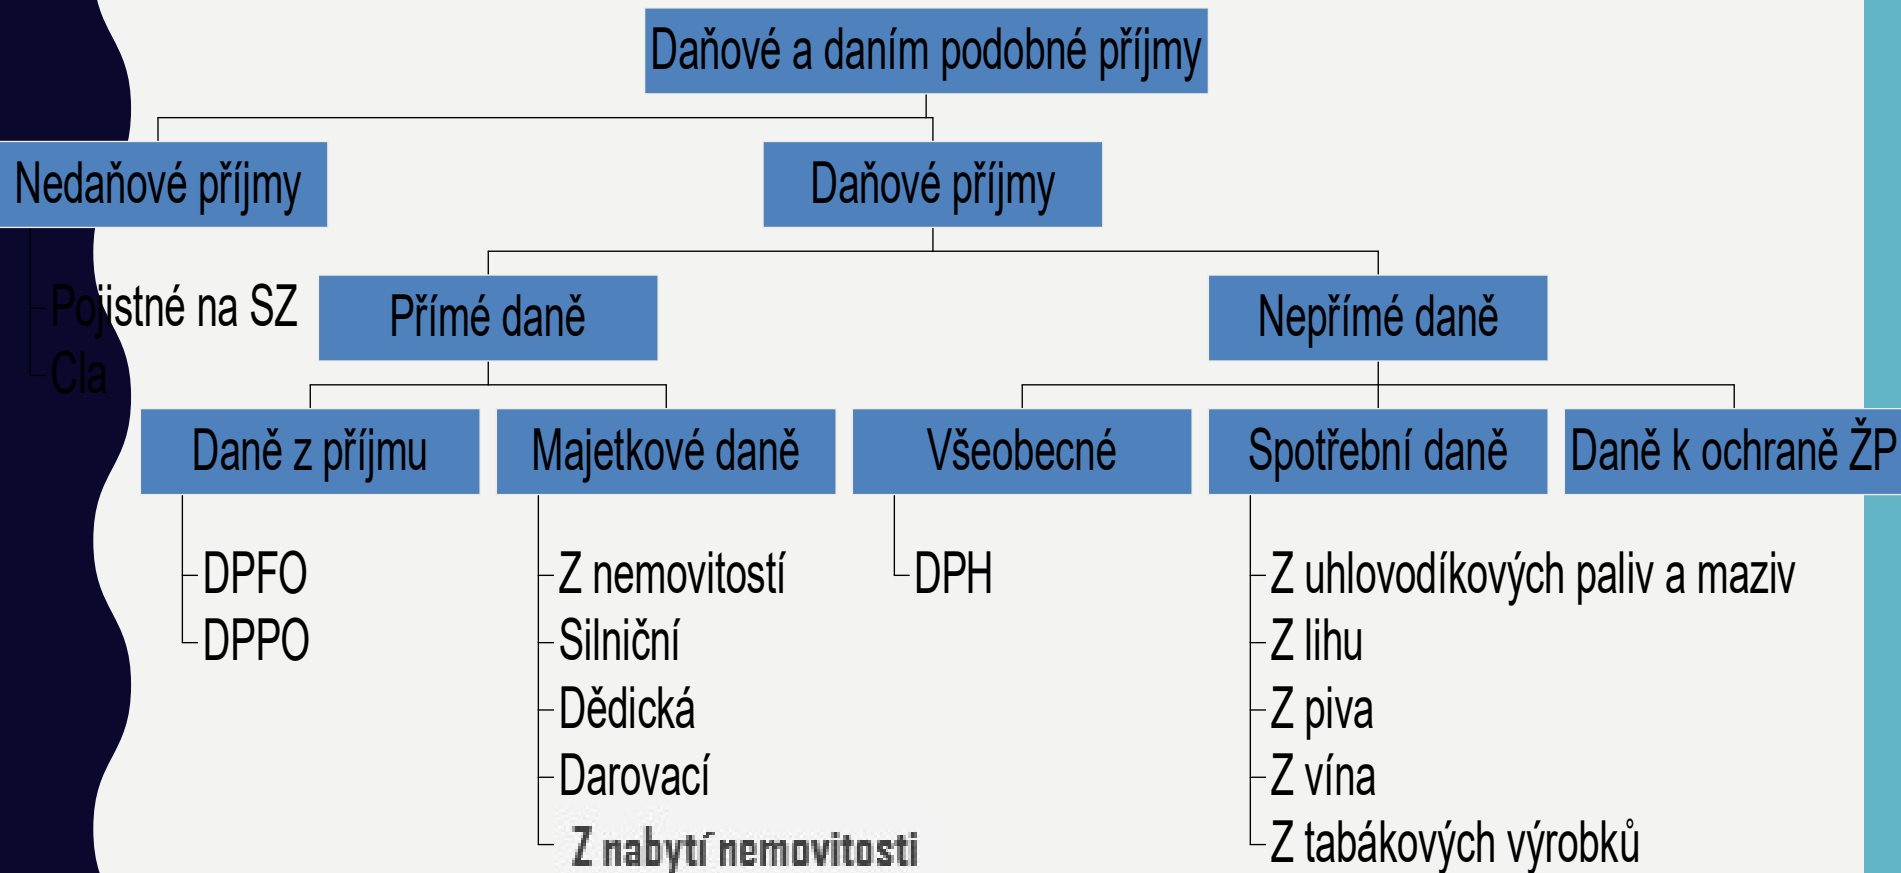 Daňové a daním podobné příjmy
Nedaňové příjmy
Daňové příjmy
Pojistné na SZ
Cla
Přímé daně
Nepřímé daně
Daně z příjmu
Majetkové daně
Všeobecné
Spotřební daně
Daně k ochraně ŽP
DPFO
DPPO
Z nemovitostí
Silniční
Dědická
Darovací
Z nabytí nemovitosti
DPH
Z uhlovodíkových paliv a maziv
Z lihu
Z piva
Z vína
Z tabákových výrobků